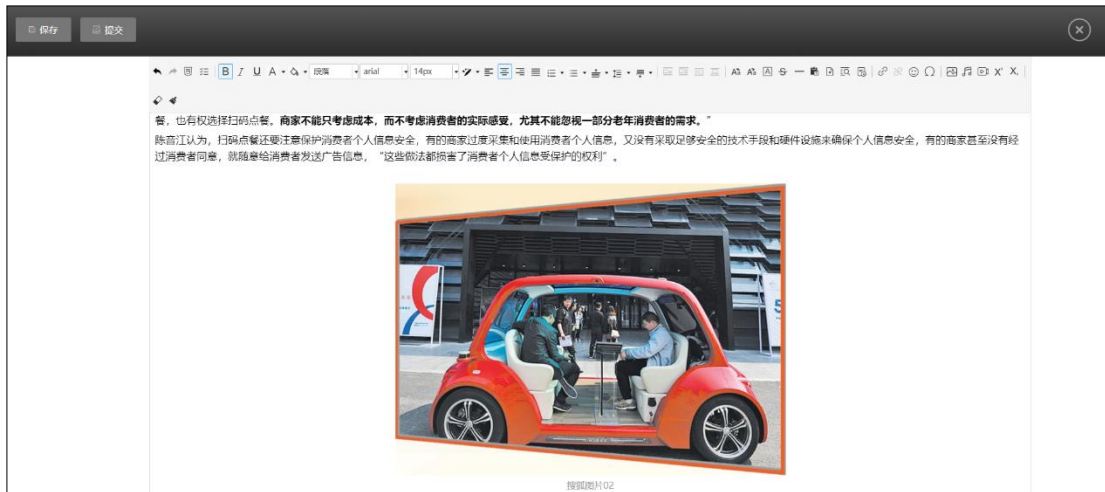 保存 提交
B I U A 段落 arial 14px
餐，也有权选择扫码点餐。商家不能只考虑成本，而不考虑消费者的实际感受，尤其不能忽视一部分老年消费者的需求。”
陈音江认为，扫码点餐还要注意保护消费者个人信息安全，有的商家过度采集和使用消费者个人信息，又没有采取足够安全的技术手段和硬件设施来确保个人信息安全，有的商家甚至没有经
过消费者同意，就随意给消费者发送广告信息，“这些做法都损害了消费者个人信息受保护的权利”。
5
搜狐图片02